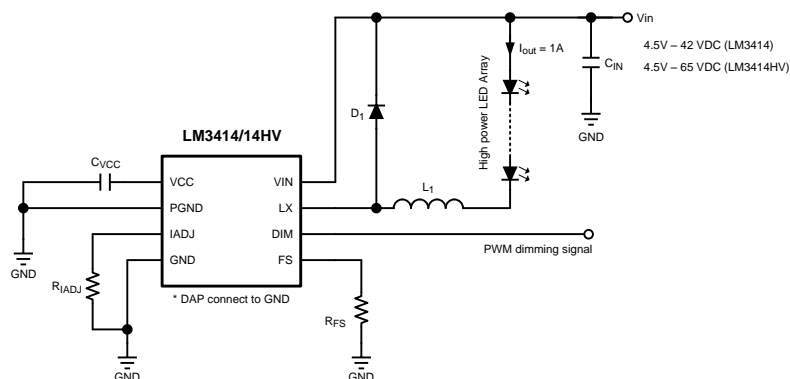 Vin
Iout = 1A
4.5V – 42 VDC (LM3414)
4.5V – 65 VDC (LM3414HV)
CIN
GND
High power LED Array
D1
LM3414/14HV
CVCC
VCC
VIN
L1
PGND
LX
IADJ
DIM
PWM dimming signal
GND
FS
GND
RIADJ
* DAP connect to GND
RFS
GND
GND